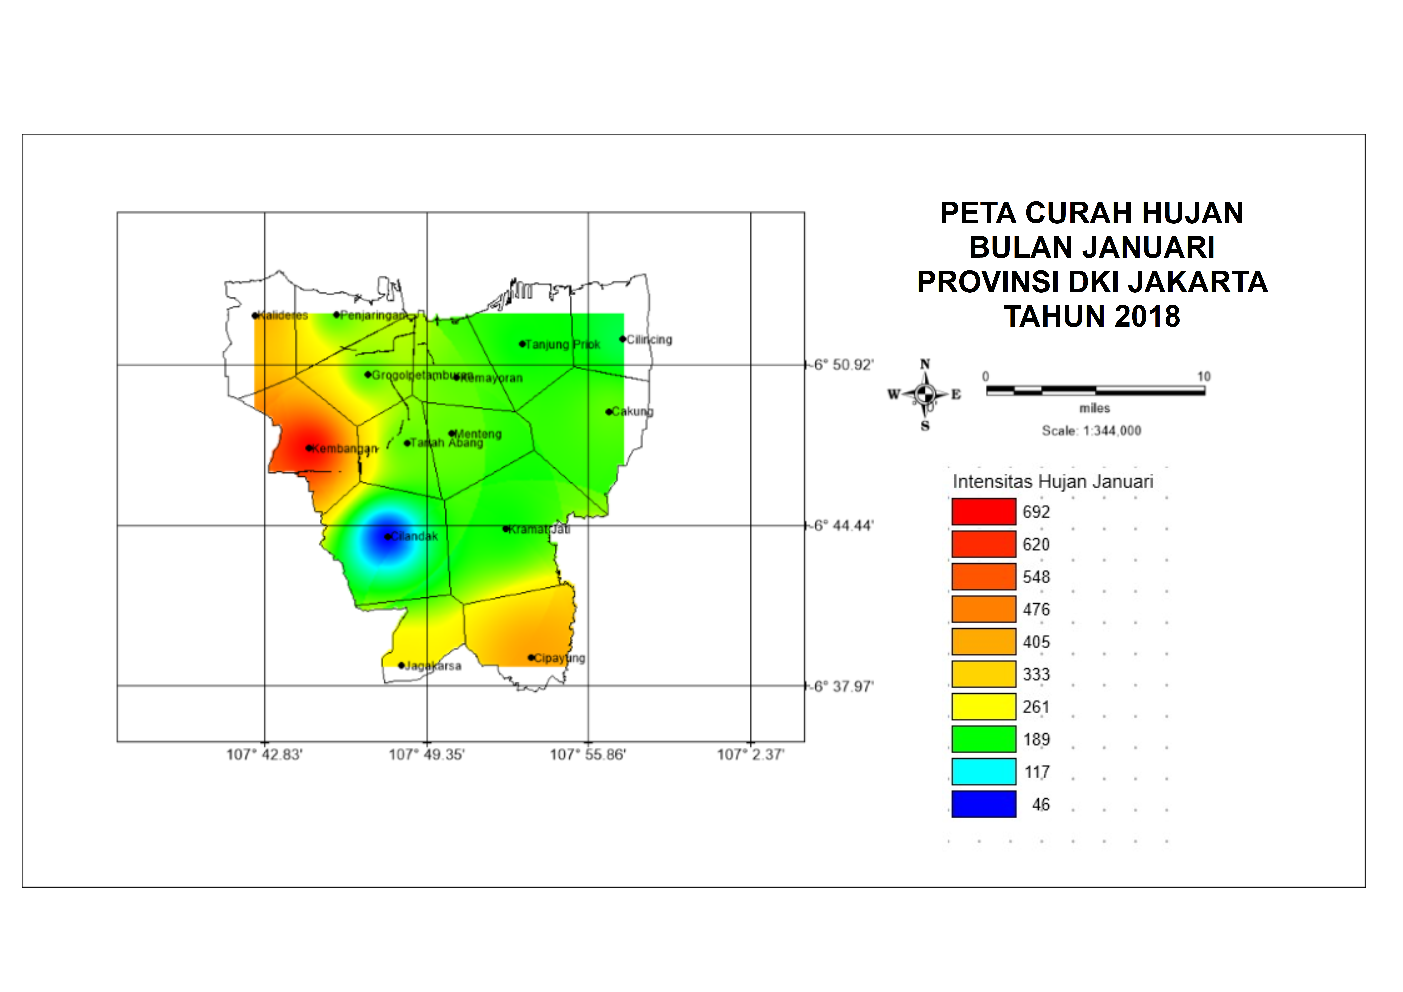 PETA CURAH HUJAN
BULAN JANUARI
PROVINSI DKI JAKARTA
TAHUN 2018
Kalideres
Penjaringan
Tanjung Priok
Cilincing
-6° 50.92'
Grogolpetamburan
Kemayoran
Cakung
Menteng
Tanah Abang
Kembangan
-6° 44.44'
Kramat Jati
Cilandak
Cipayung
Jagakarsa
-6° 37.97'
107° 42.83'
107° 49.35'
107° 55.86'
107° 2.37'
N
W
E
S
0
10
miles
Scale: 1:344,000
Intensitas Hujan Januari
692
620
548
476
405
333
261
189
117
46